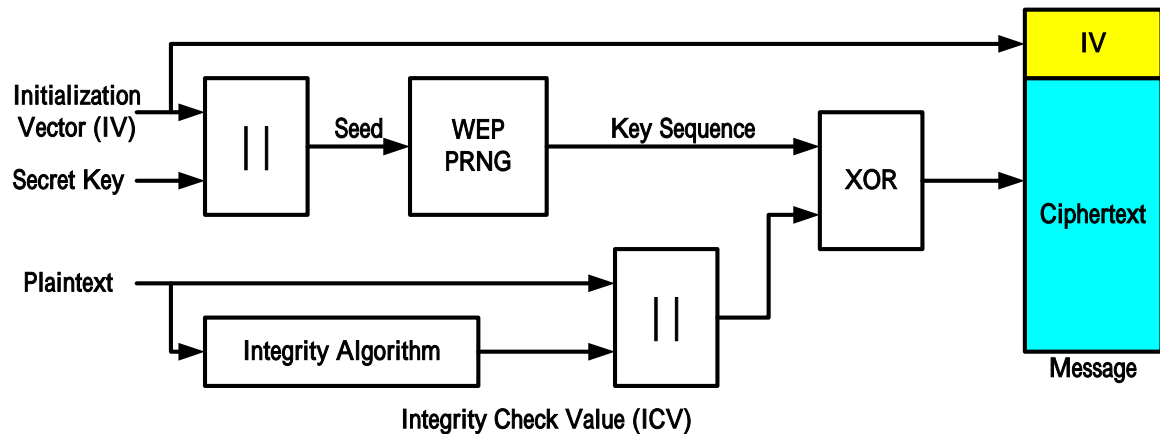 IV
Initialization
Vector (IV)
||
Seed
WEP
PRNG
Key Sequence
XOR
Secret Key
Ciphertext
Plaintext
||
Integrity Algorithm
Message
Integrity Check Value (ICV)